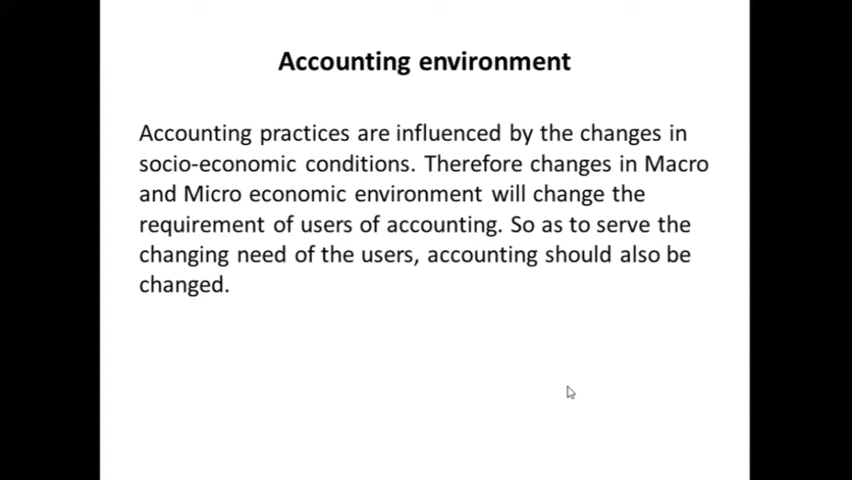 Accounting environment
Accounting practices are influenced by the changes in
socio-economic conditions. Therefore changes in Macro
and Micro economic environment will change the
requirement of users of accounting. So as to serve the
changing need of the users, accounting should also be
changed.